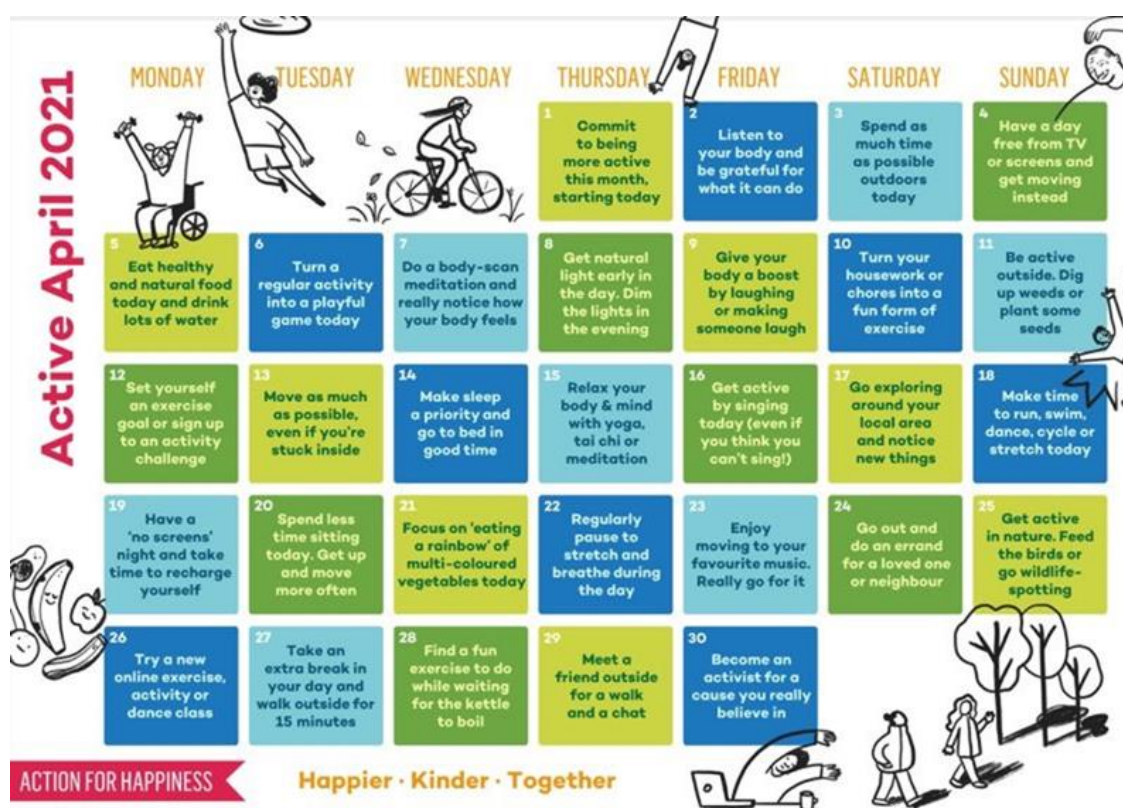 Active April 2021
MONDAY
TUESDAY
WEDNESDAY
THURSDAY
FRIDAY
SATURDAY
SUNDAY
1
Commit
to being
more active
this month,
starting today
2
Listen to
your body and
be grateful for
what it can do
3
Spend as
much time
as possible
outdoors
today
4
Have a day
free from TV
or screens and
get moving
instead
5
Eat healthy
and natural food
today and drink
lots of water
6
Turn a
regular activity
into a playful
game today
7
Do a body-scan
meditation and
really notice how
your body feels
8
Get natural
light early in
the day. Dim
the lights in
the evening
9
Give your
body a boost
by laughing
or making
someone laugh
10
Turn your
housework or
chores into a
fun form of
exercise
11
Be active
outside. Dig
up weeds or
plant some
seeds
12
Set yourself
an exercise
goal or sign up
to an activity
challenge
13
Move as much
as possible,
even if you're
stuck inside
14
Make sleep
a priority and
go to bed in
good time
15
Relax your
body & mind
with yoga,
tai chi or
meditation
16
Get active
by singing
today (even if
you think you
can't sing!)
17
Go exploring
around your
local area
and notice
new things
18
Make time
to run, swim,
dance, cycle or
stretch today
19
Have a
'no screens'
night and take
time to recharge
yourself
20
Spend less
time sitting
today. Get up
and move
more often
21
Focus on 'eating
a rainbow' of
multi-coloured
vegetables today
22
Regularly
pause to
stretch and
breathe during
the day
23
Enjoy
moving to your
favourite music.
Really go for it
24
Go out and
do an errand
for a loved one
or neighbour
25
Get active
in nature. Feed
the birds or
go wildlife-
spotting
26
Try a new
online exercise,
activity or
dance class
27
Take an
extra break in
your day and
walk outside for
15 minutes
28
Find a fun
exercise to do
while waiting
for the kettle
to boil
29
Meet a
friend outside
for a walk
and a chat
30
Become an
activist for a
cause you really
believe in
ACTION FOR HAPPINESS
Happier · Kinder · Together